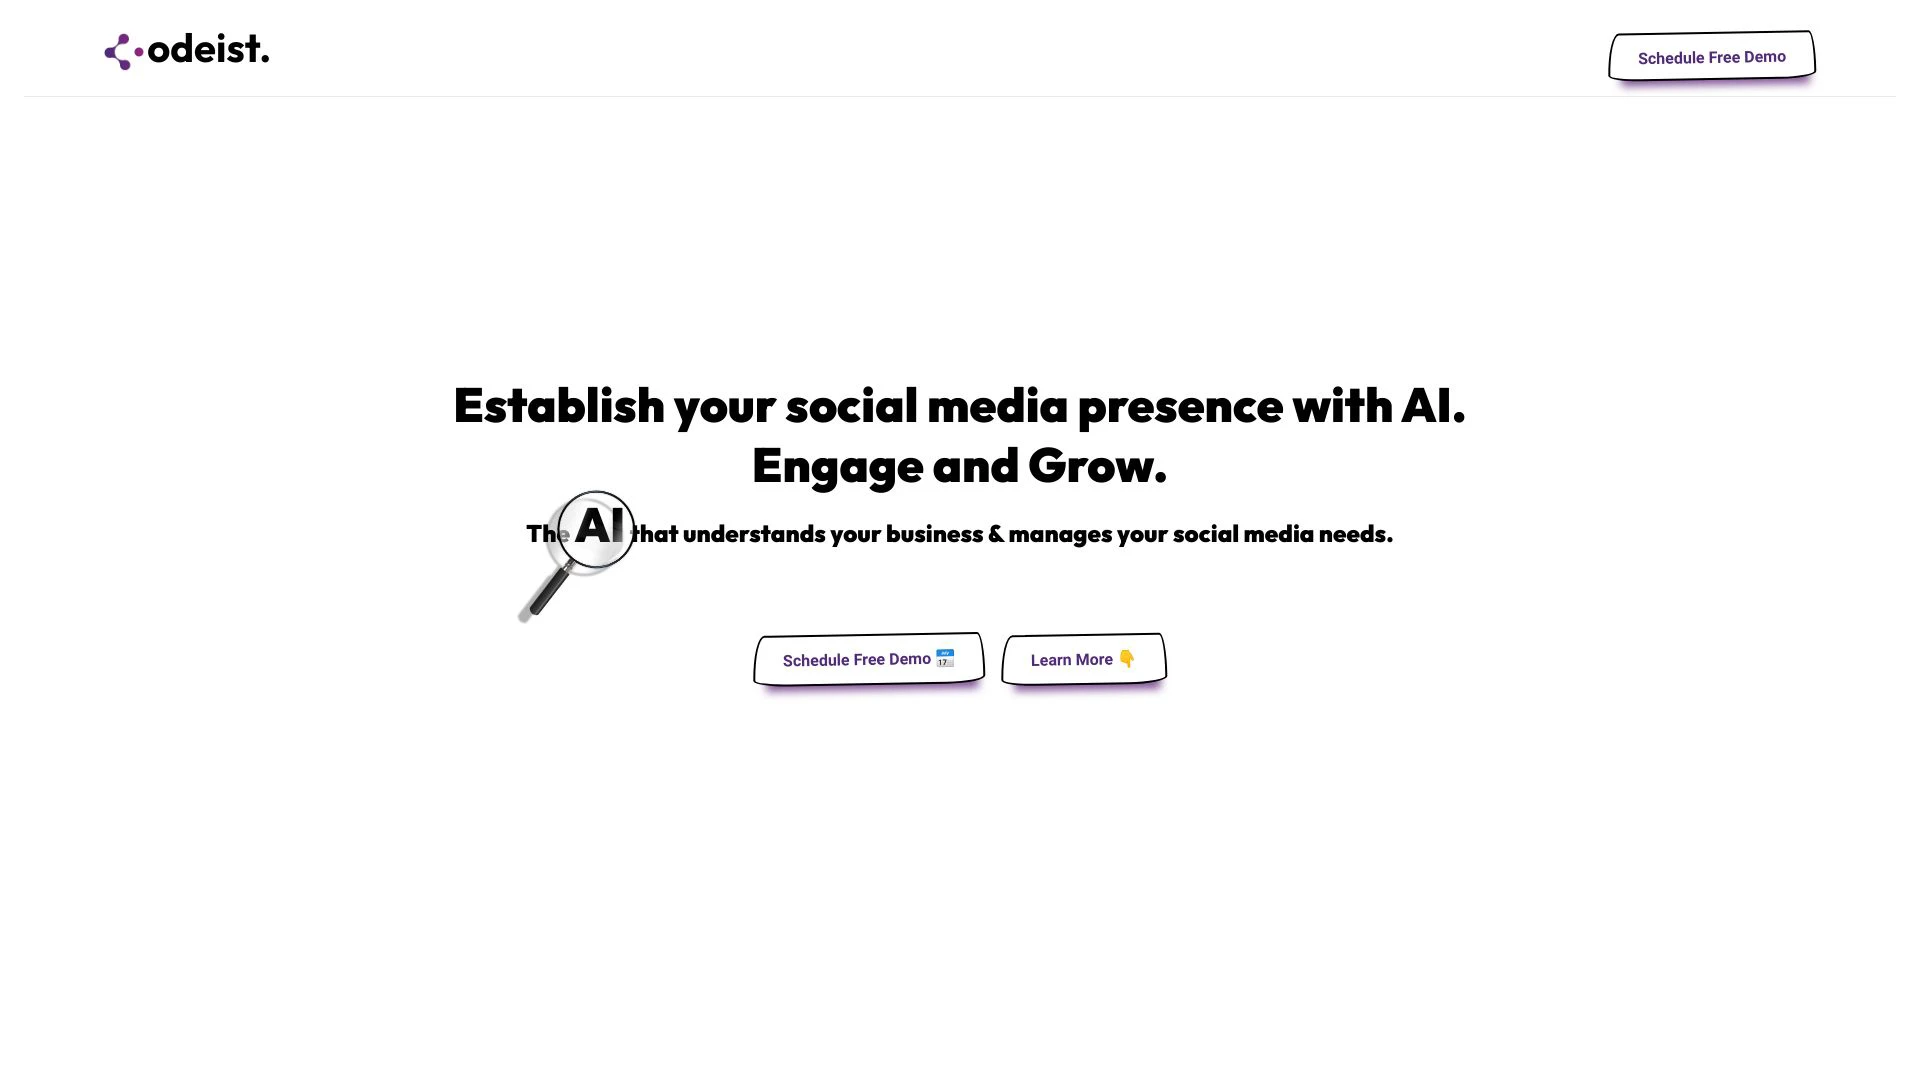 odeist.
Schedule Free Demo
Establish your social media presence with AI.
Engage and Grow.
The AI that understands your business & manages your social media needs.
Schedule Free Demo 📅
Learn More 👇